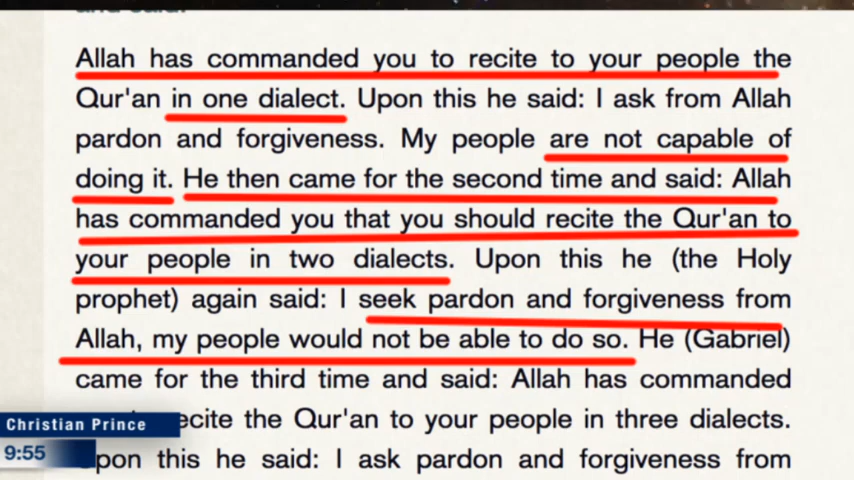 and said:
Allah has commanded you to recite to your people the
Qur'an in one dialect. Upon this he said: I ask from Allah
pardon and forgiveness. My people are not capable of
doing it. He then came for the second time and said: Allah
has commanded you that you should recite the Qur'an to
your people in two dialects. Upon this he (the Holy
prophet) again said: I seek pardon and forgiveness from
Allah, my people would not be able to do so. He (Gabriel)
came for the third time and said: Allah has commanded
recite the Qur'an to your people in three dialects.
Upon this he said: I ask pardon and forgiveness from
Christian Prince
9:55